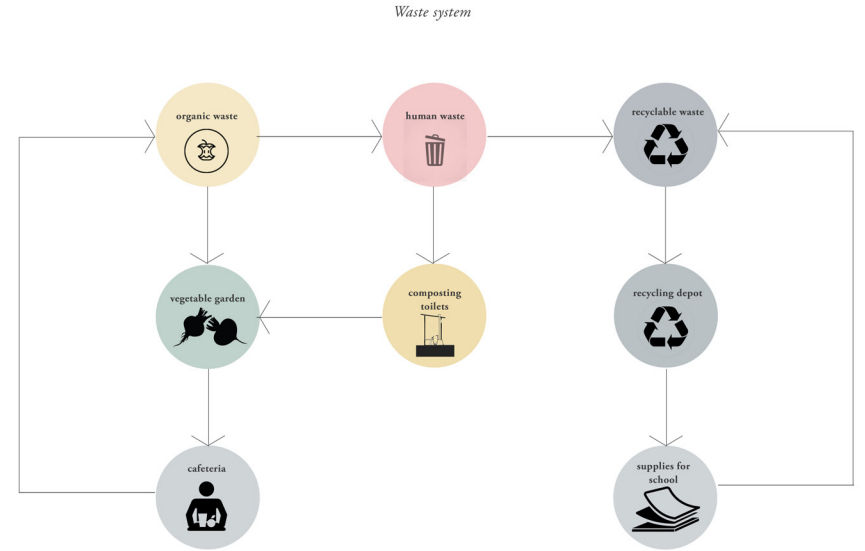 Waste system
organic waste
human waste
recyclable waste
vegetable garden
composting
toilets
recycling depot
cafeteria
supplies for
school